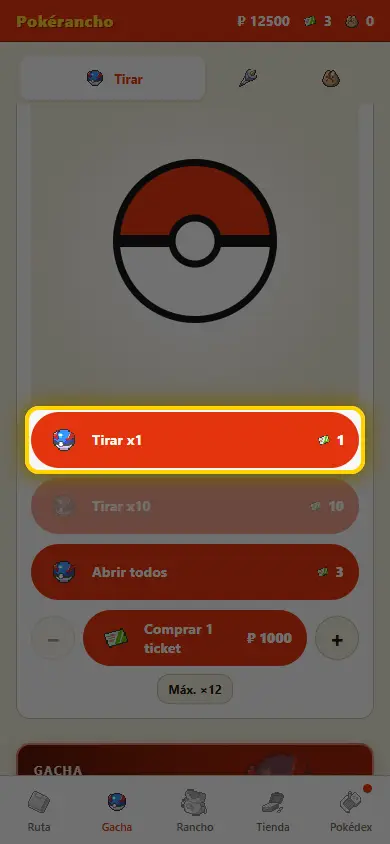 Pokérancho ₽ 12500 3 0
Tirar
Tirar x1 1
Tirar x10 10
Abrir todos 3
− Comprar 1 ticket ₽ 1000 +
Máx. ×12
GACHA
Ruta Gacha Rancho Tienda Pokédex